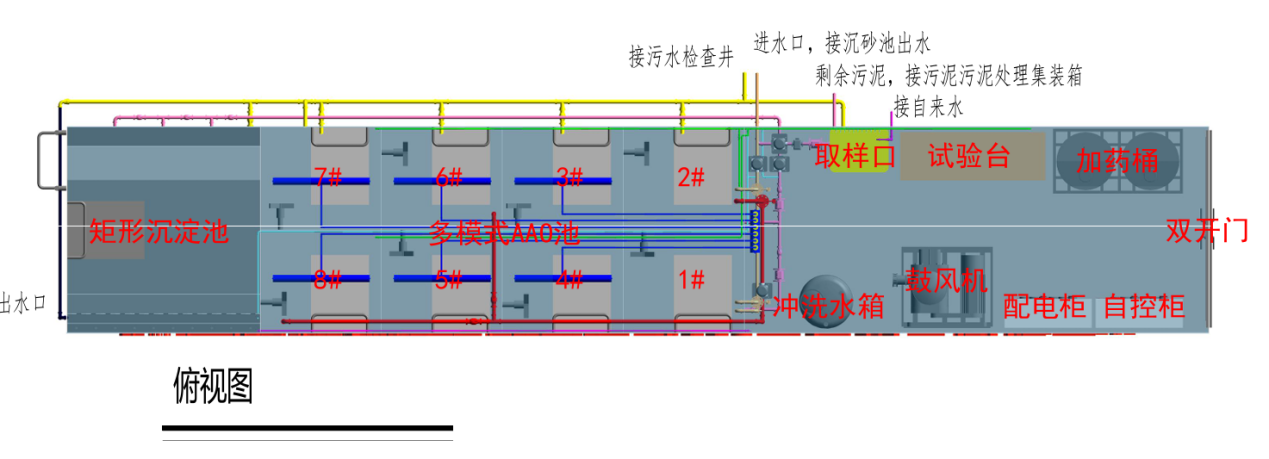 接污水检查井
进水口，接沉砂池出水
剩余污泥，接污泥污泥处理集装箱
接自来水
取样口
试验台
加药桶
7#
6#
3#
2#
矩形沉淀池
多模式AAO池
双开门
8#
5#
4#
1#
鼓风机
出水口
冲洗水箱
配电柜
自控柜
俯视图